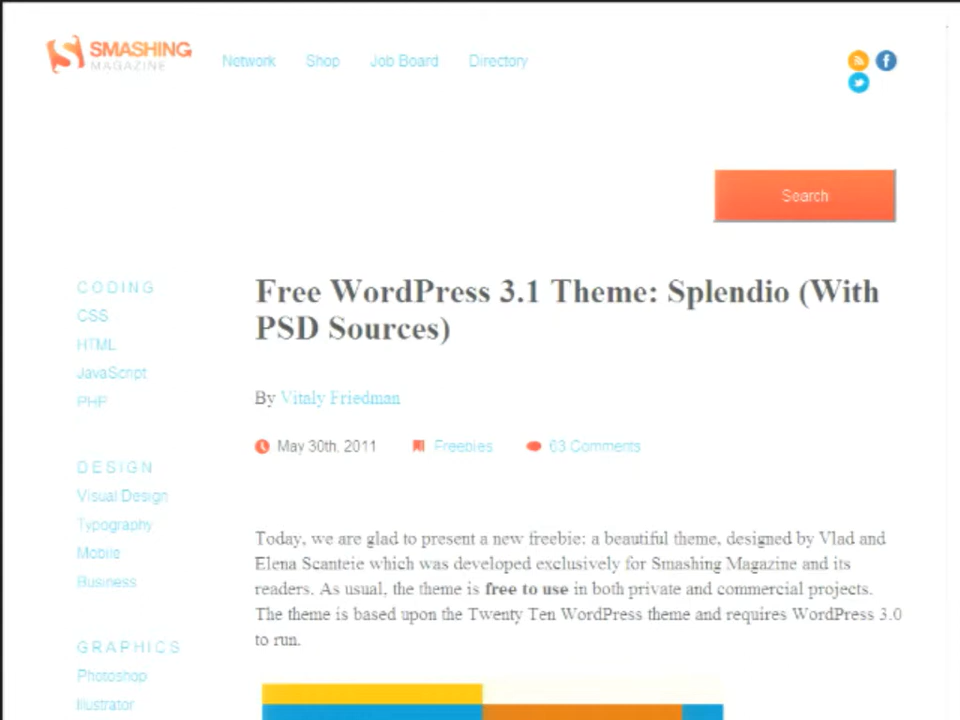 SMASHING
MAGAZINE
Network Shop Job Board Directory
Search
CODING
CSS
HTML
JavaScript
PHP
DESIGN
Visual Design
Typography
Mobile
Business
GRAPHICS
Photoshop
Illustrator
Free WordPress 3.1 Theme: Splendio (With
PSD Sources)
By Vitaly Friedman
May 30th, 2011 Freebies 63 Comments
Today, we are glad to present a new freebie: a beautiful theme, designed by Vlad and
Elena Scanteie which was developed exclusively for Smashing Magazine and its
readers. As usual, the theme is free to use in both private and commercial projects.
The theme is based upon the Twenty Ten WordPress theme and requires WordPress 3.0
to run.